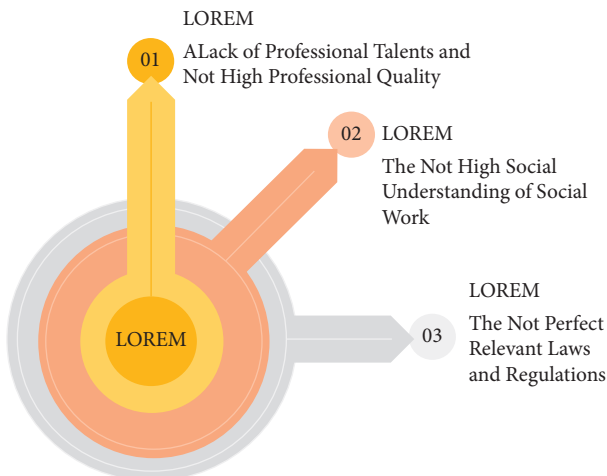 LOREM
01
ALack of Professional Talents and
Not High Professional Quality
02
LOREM
The Not High Social
Understanding of Social
Work
LOREM
03
LOREM
The Not Perfect
Relevant Laws
and Regulations